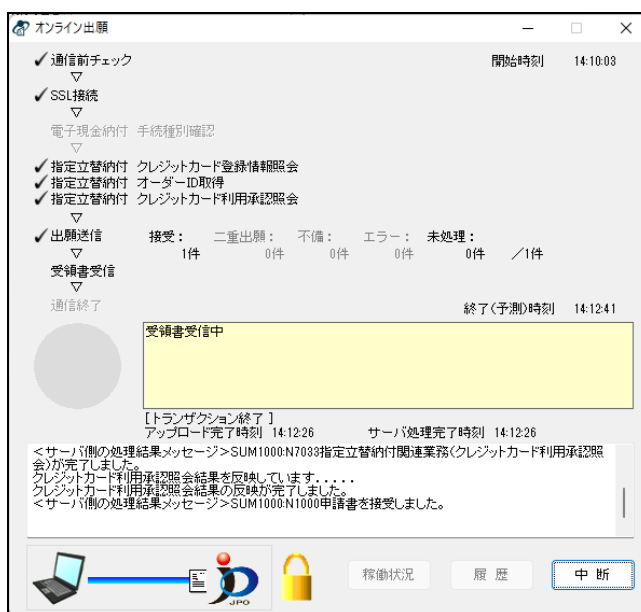 オンライン出願
通信前チェック 開始時刻 14:10:03
▽
SSL接続
▽
電子現金納付 手続種別確認
指定立替納付 クレジットカード登録情報照会
指定立替納付 オーダーID取得
指定立替納付 クレジットカード利用承認照会
▽
出願送信 接受： 二重出願： 不備： エラー： 未処理：
▽ 1件 0件 0件 0件 0件 ／1件
受領書受信
▽
通信終了 終了(予測)時刻 14:12:41
受領書受信中
[トランザクション終了]
アップロード完了時刻 14:12:26 サーバ処理完了時刻 14:12:26
<サーバ側の処理結果メッセージ>SUM1000:N7033指定立替納付関連業務(クレジットカード利用承認照
会)が完了しました。
クレジットカード利用承認照会結果を反映しています.....
クレジットカード利用承認照会結果の反映が完了しました。
<サーバ側の処理結果メッセージ>SUM1000:N1000申請書を接受しました。
JPO
稼働状況 履 歴 中 断